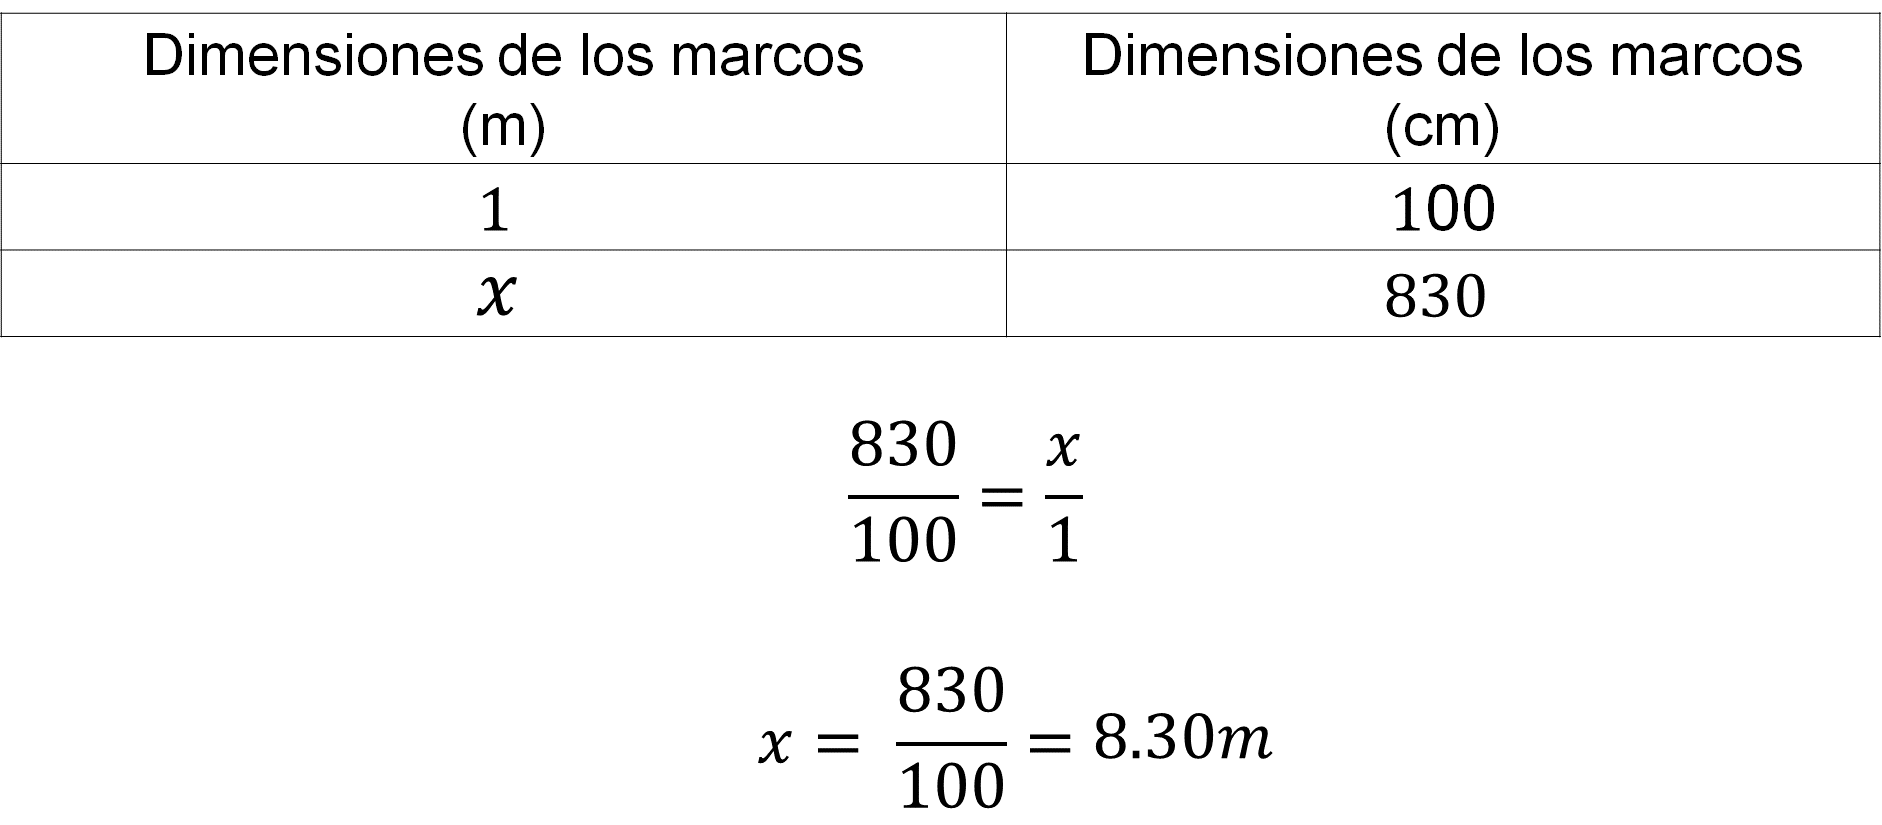 Dimensiones de los marcos Dimensiones de los marcos
(m) (cm)
1 100
x 830
830/100 = x/1
x = 830/100 = 8.30m